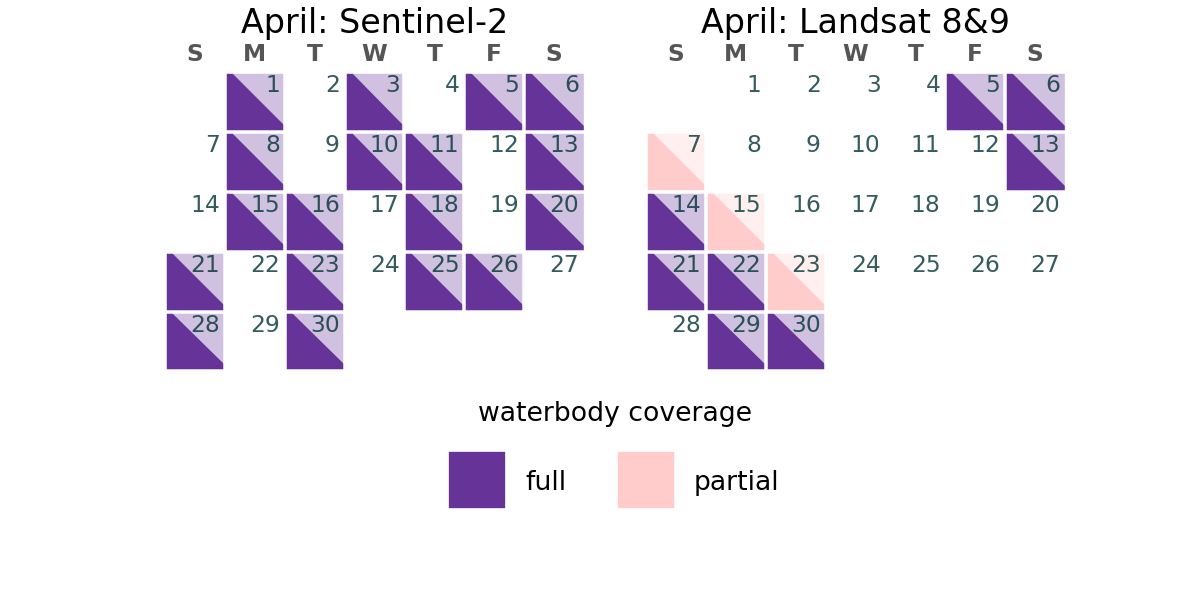 April: Sentinel-2
S M T W T F S
1 2 3 4 5 6
7 8 9 10 11 12 13
14 15 16 17 18 19 20
21 22 23 24 25 26 27
28 29 30
April: Landsat 8&9
S M T W T F S
1 2 3 4 5 6
7 8 9 10 11 12 13
14 15 16 17 18 19 20
21 22 23 24 25 26 27
28 29 30
waterbody coverage
full
partial